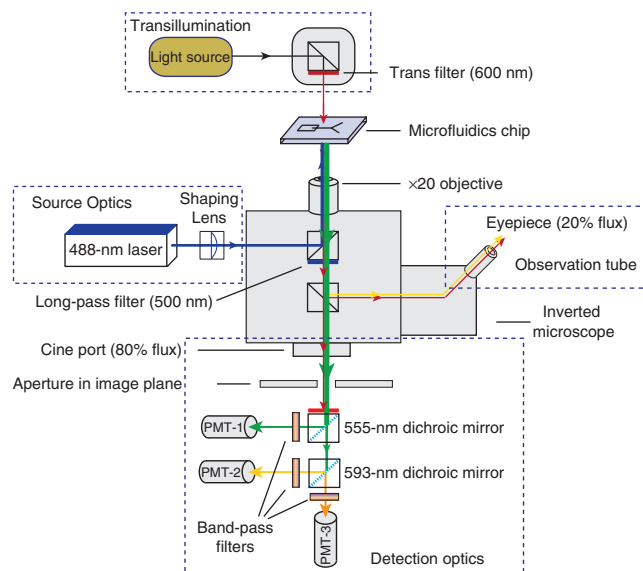 Transillumination
Light source
Trans filter (600 nm)
Microfluidics chip
×20 objective
Source Optics
Shaping
Lens
488-nm laser
Eyepiece (20% flux)
Observation tube
Long-pass filter (500 nm)
Inverted
microscope
Cine port (80% flux)
Aperture in image plane
PMT-1
555-nm dichroic mirror
PMT-2
593-nm dichroic mirror
Band-pass
filters
PMT-3
Detection optics